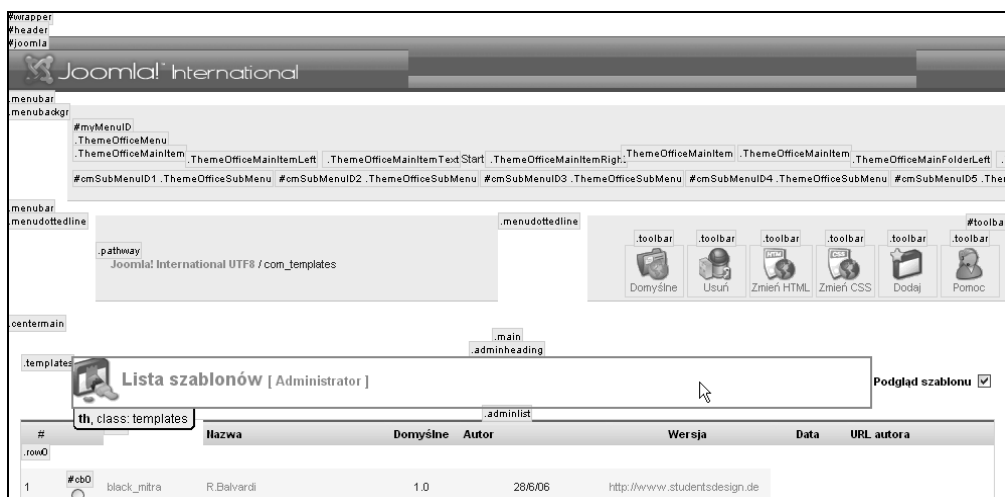 #wrapper
#header
#joomla
Joomla! International
.menubar
.menubackgr
#myMenuID
.ThemeOfficeMenu
.ThemeOfficeMainItem .ThemeOfficeMainItemLeft .ThemeOfficeMainItemText Start .ThemeOfficeMainItemRigh .ThemeOfficeMainItem .ThemeOfficeMainItem .ThemeOfficeMainFolderLeft
#cmSubMenuID1 .ThemeOfficeSubMenu #cmSubMenuID2 .ThemeOfficeSubMenu #cmSubMenuID3 .ThemeOfficeSubMenu #cmSubMenuID4 .ThemeOfficeSubMenu #cmSubMenuID5 .The
.menubar
.menudottedline .menudottedline #toolba
.toolbar .toolbar .toolbar .toolbar .toolbar .toolbar
.pathway
Joomla! International UTF8 / com_templates
Domyślne Usuń Zmień HTML Zmień CSS Dodaj Pomoc
.centermain
.main
.adminheading
.templates
Lista szablonów [ Administrator ]
Podgląd szablonu
th, class: templates
.adminlist
# Nazwa Domyślne Autor Wersja Data URL autora
.row0
#cb0
1 black_mitra R.Balvardi 1.0 28/6/06 http://www.studentsdesign.de